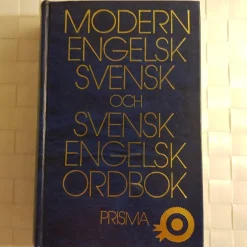 MODERN
ENGELSK
SVENSK
OCH
SVENSK
ENGELSK
ORDBOK
PRISMA